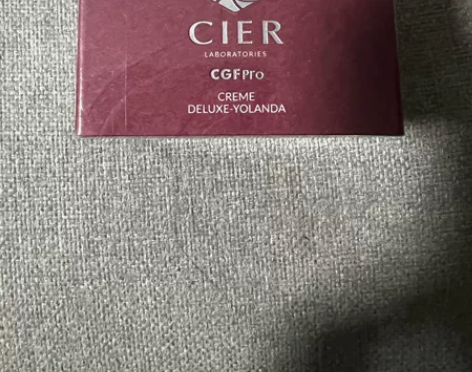 CIER
LABORATORIES
CGFPro
CREME
DELUXE-YOLANDA